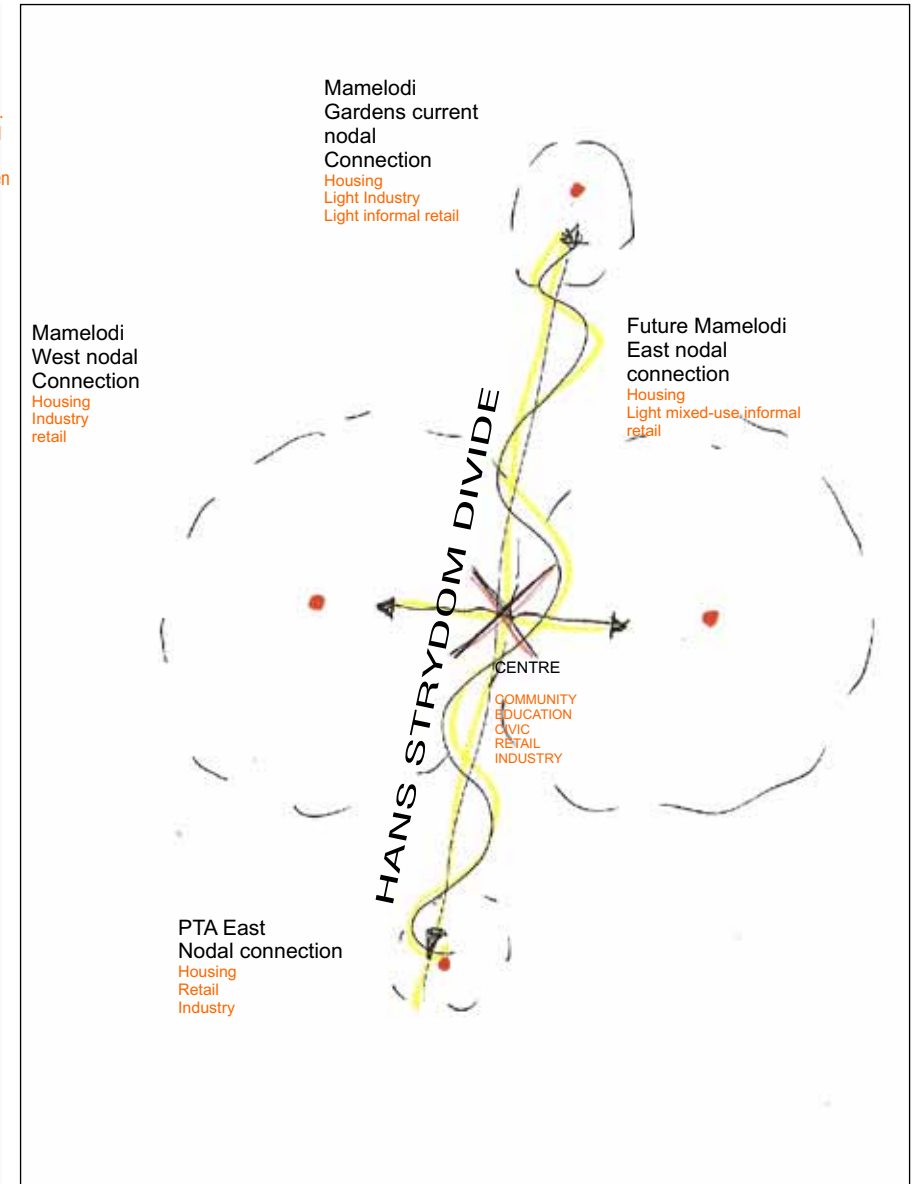 Mamelodi
Gardens current
nodal
Connection
Housing
Light Industry
Light informal retail
Mamelodi
West nodal
Connection
Housing
Industry
retail
Future Mamelodi
East nodal
connection
Housing
Light mixed-use informal
retail
HANS STRYDOM DIVIDE
CENTRE
COMMUNITY
EDUCATION
CIVIC
RETAIL
INDUSTRY
PTA East
Nodal connection
Housing
Retail
Industry